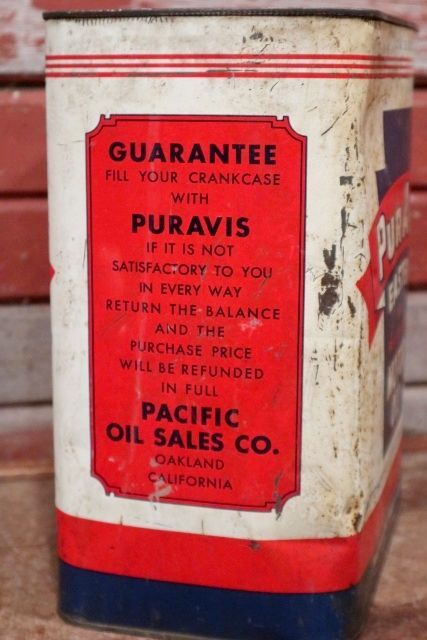 GUARANTEE
FILL YOUR CRANKCASE
WITH
PURAVIS
IF IT IS NOT
SATISFACTORY TO YOU
IN EVERY WAY
RETURN THE BALANCE
AND THE
PURCHASE PRICE
WILL BE REFUNDED
IN FULL
PACIFIC
OIL SALES CO.
OAKLAND
CALIFORNIA